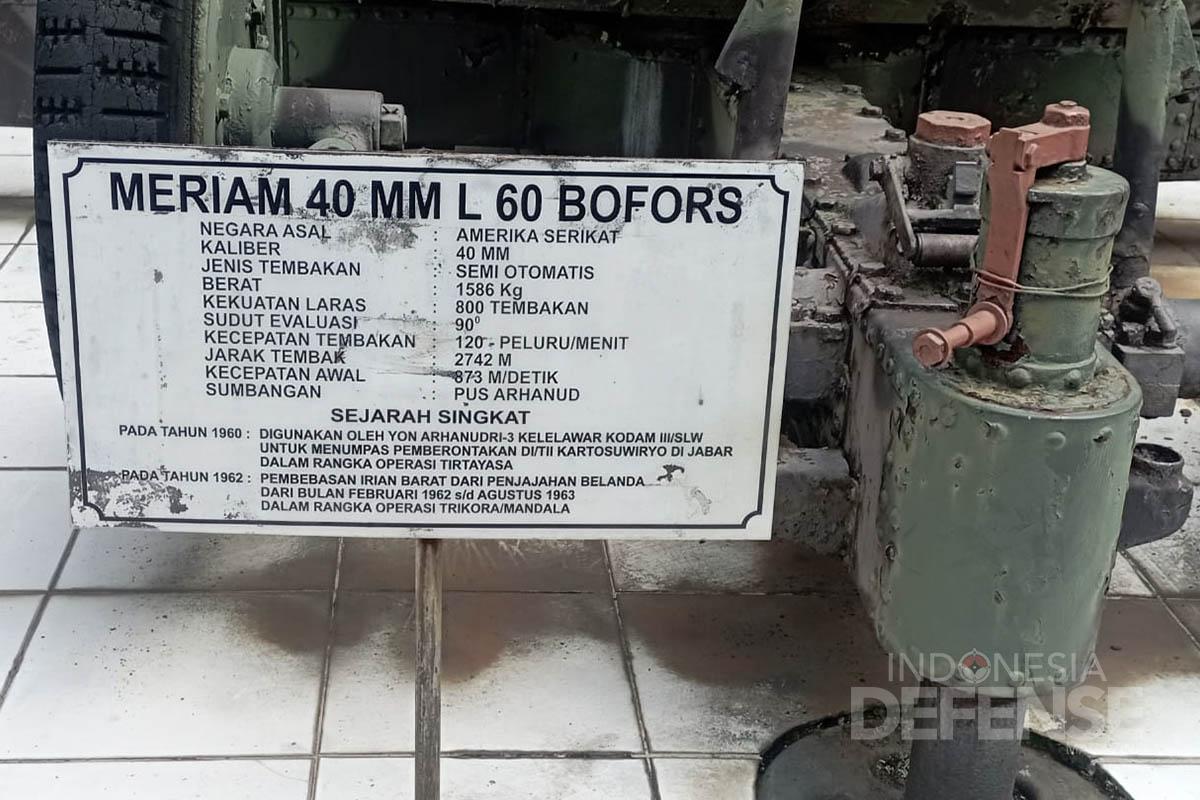 MERIAM 40 MM L 60 BOFORS
NEGARA ASAL : AMERIKA SERIKAT
KALIBER : 40 MM
JENIS TEMBAKAN : SEMI OTOMATIS
BERAT : 1586 Kg
KEKUATAN LARAS : 800 TEMBAKAN
SUDUT EVALUASI : 90⁰
KECEPATAN TEMBAKAN : 120 - PELURU/MENIT
JARAK TEMBAK : 2742 M
KECEPATAN AWAL : 873 M/DETIK
SUMBANGAN : PUS ARHANUD
SEJARAH SINGKAT
PADA TAHUN 1960 : DIGUNAKAN OLEH YON ARHANUDRI-3 KELELAWAR KODAM III/SLW
UNTUK MENUMPAS PEMBERONTAKAN DI/TII KARTOSUWIRYO DI JABAR
DALAM RANGKA OPERASI TIRTAYASA
PADA TAHUN 1962 : PEMBEBASAN IRIAN BARAT DARI PENJAJAHAN BELANDA
DARI BULAN FEBRUARI 1962 s/d AGUSTUS 1963
DALAM RANGKA OPERASI TRIKORA/MANDALA
INDONESIA
DEFENSE